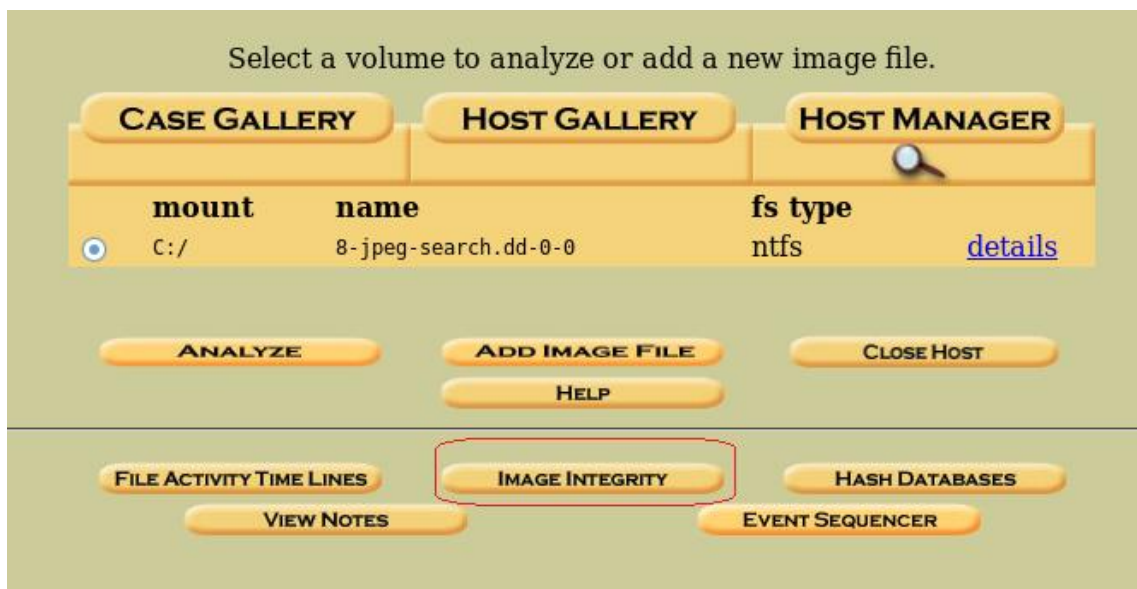 Select a volume to analyze or add a new image file.
CASE GALLERY HOST GALLERY HOST MANAGER
mount name fs type
C:/ 8-jpeg-search.dd-0-0 ntfs details
ANALYZE ADD IMAGE FILE CLOSE HOST
HELP
FILE ACTIVITY TIME LINES IMAGE INTEGRITY HASH DATABASES
VIEW NOTES EVENT SEQUENCER